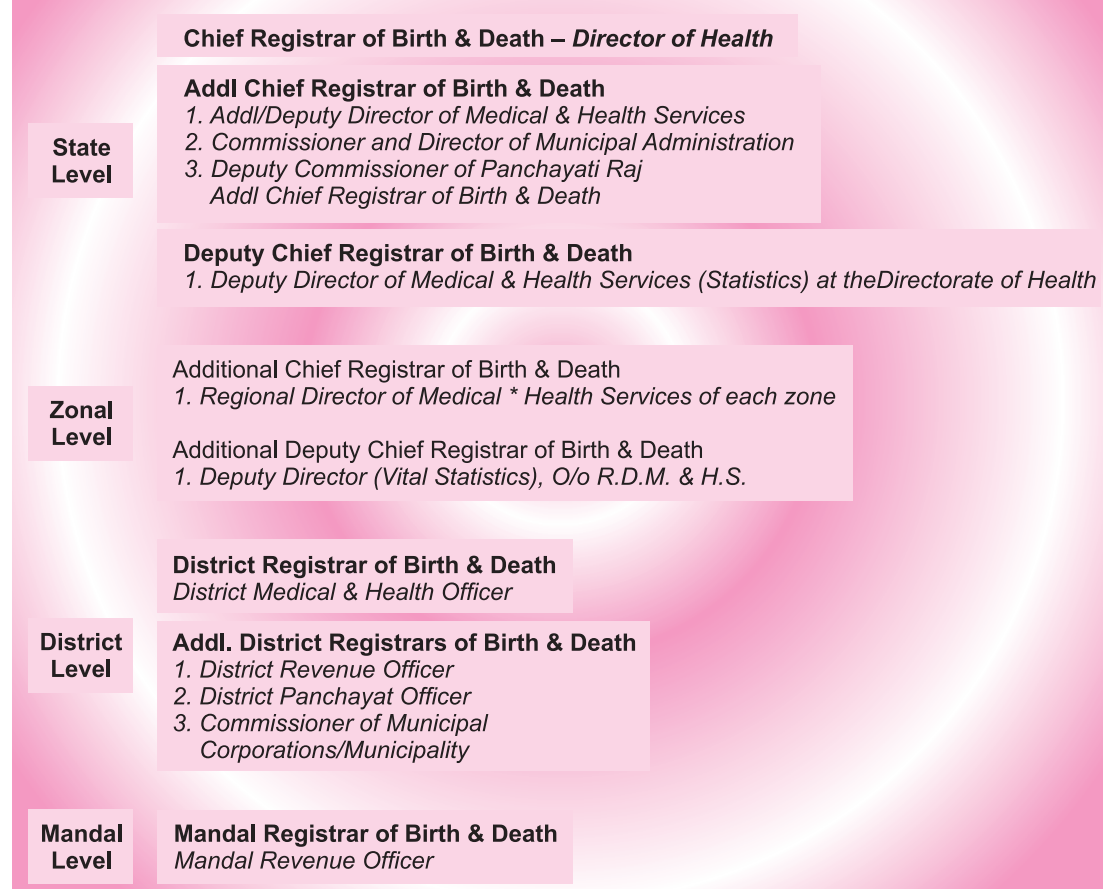 Chief Registrar of Birth & Death – Director of Health
State
Level
Addl Chief Registrar of Birth & Death
1. Addl/Deputy Director of Medical & Health Services
2. Commissioner and Director of Municipal Administration
3. Deputy Commissioner of Panchayati Raj
Addl Chief Registrar of Birth & Death
Deputy Chief Registrar of Birth & Death
1. Deputy Director of Medical & Health Services (Statistics) at theDirectorate of Health
Zonal
Level
Additional Chief Registrar of Birth & Death
1. Regional Director of Medical * Health Services of each zone
Additional Deputy Chief Registrar of Birth & Death
1. Deputy Director (Vital Statistics), O/o R.D.M. & H.S.
District
Level
District Registrar of Birth & Death
District Medical & Health Officer
Addl. District Registrars of Birth & Death
1. District Revenue Officer
2. District Panchayat Officer
3. Commissioner of Municipal
Corporations/Municipality
Mandal
Level
Mandal Registrar of Birth & Death
Mandal Revenue Officer